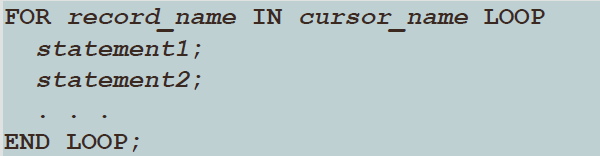 FOR record_name IN cursor_name LOOP
statement1;
statement2;
. . .
END LOOP;